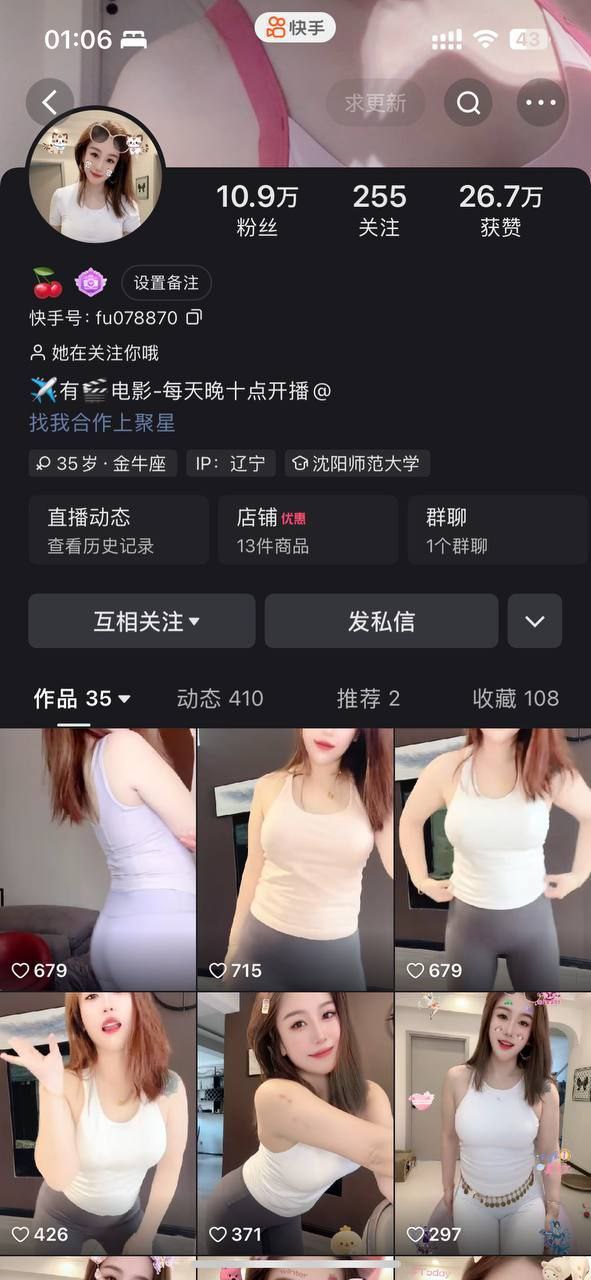 01:06
快手
43
求更新
10.9万
粉丝
255
关注
26.7万
获赞
设置备注
快手号: fu078870
她在关注你哦
有 电影-每天晚十点开播@
找我合作上聚星
35岁 · 金牛座
IP: 辽宁
沈阳师范大学
直播动态
查看历史记录
店铺 优惠
13件商品
群聊
1个群聊
互相关注
发私信
作品 35
动态 410
推荐 2
收藏 108
679
715
679
426
371
297
winter
Today